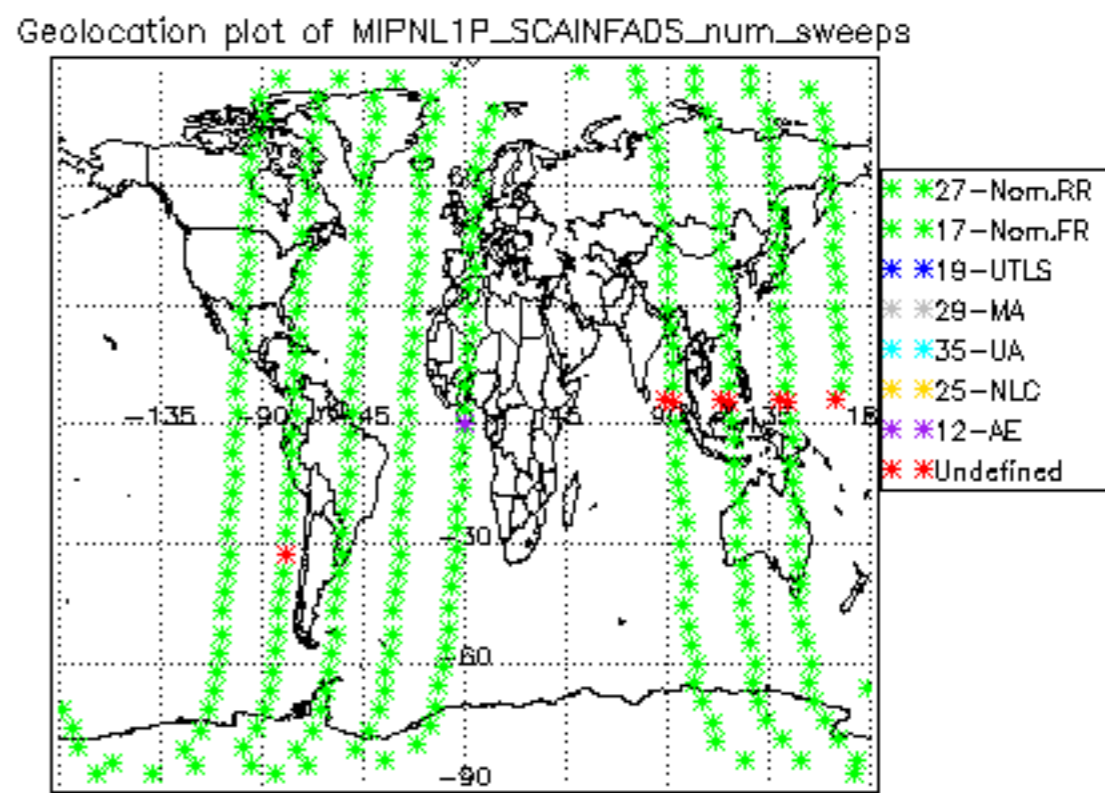 Geolocation plot of MIPNL1P_SCAINFADS_num_sweeps
27-Nom.RR
17-Nom.FR
19-UTLS
29-MA
35-UA
25-NLC
12-AE
Undefined
-135 -90 45 135
-30
-60
-90